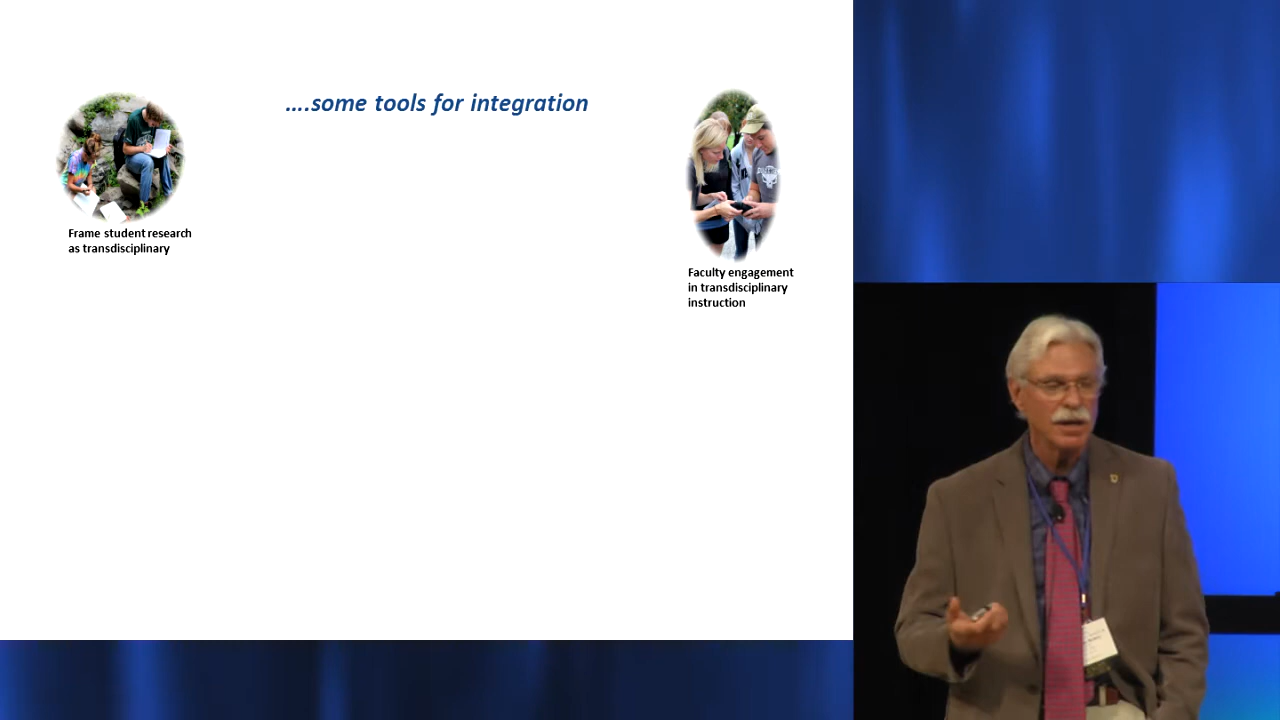 ....some tools for integration
Frame student research
as transdisciplinary
Faculty engagement
in transdisciplinary
instruction